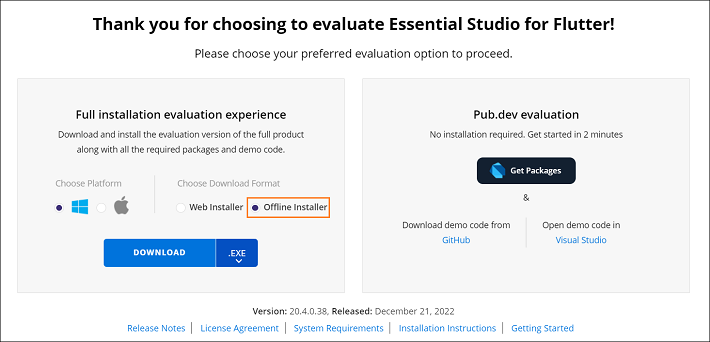 Thank you for choosing to evaluate Essential Studio for Flutter!
Please choose your preferred evaluation option to proceed.
Full installation evaluation experience
Download and install the evaluation version of the full product
along with all the required packages and demo code.
Choose Platform
Choose Download Format
Web Installer
Offline Installer
DOWNLOAD
.EXE
Pub.dev evaluation
No installation required. Get started in 2 minutes
Get Packages
&
Download demo code from
GitHub
Open demo code in
Visual Studio
Version: 20.4.0.38, Released: December 21, 2022
Release Notes | License Agreement | System Requirements | Installation Instructions | Getting Started